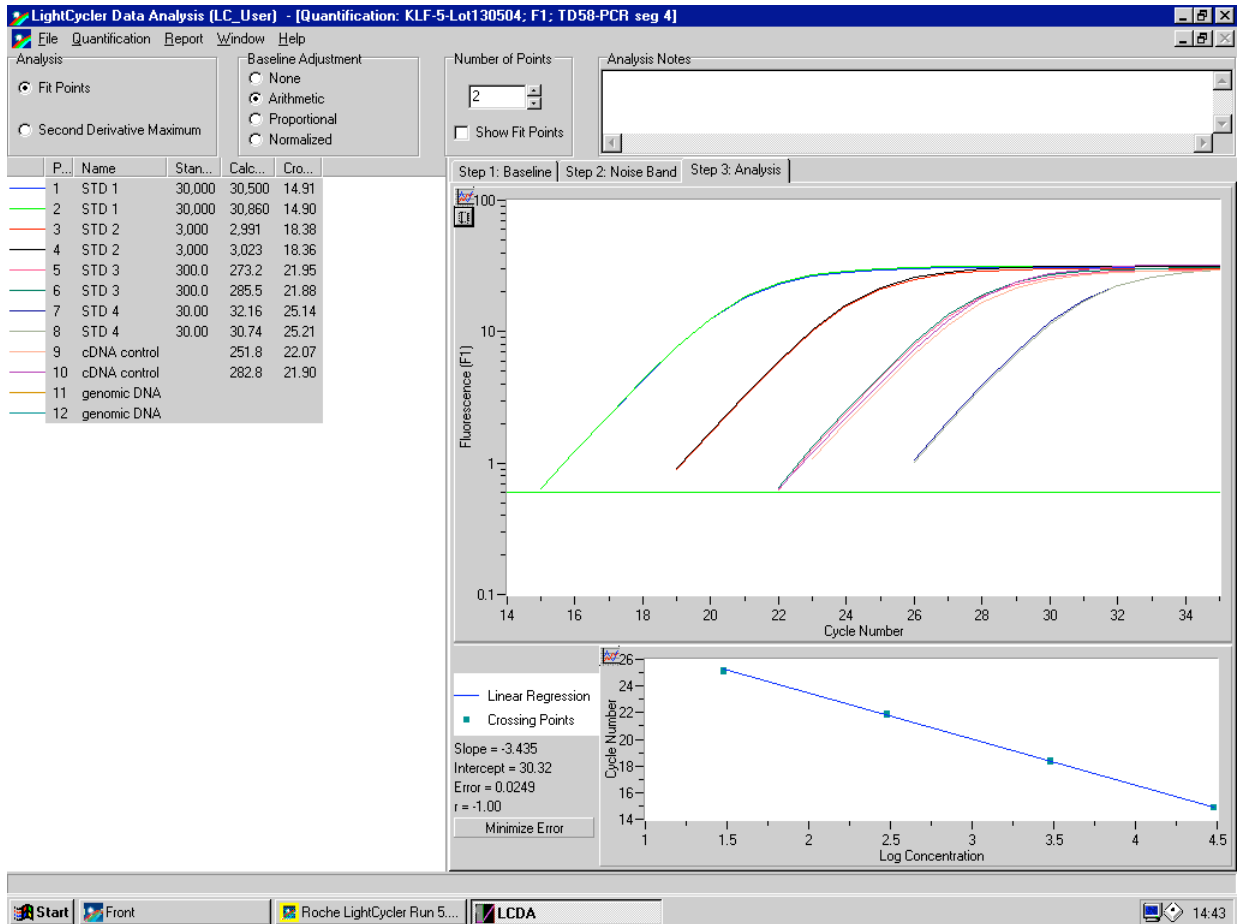 LightCycler Data Analysis (LC_User) - [Quantification: KLF-5-Lot130504; F1; TD58-PCR seg 4]
File Quantification Report Window Help
Analysis
Fit Points
Second Derivative Maximum
Baseline Adjustment
None
Arithmetic
Proportional
Normalized
Number of Points
2
Show Fit Points
Analysis Notes
P... Name Stan... Calc... Cro...
1 STD 1 30,000 30,500 14.91
2 STD 1 30,000 30,860 14.90
3 STD 2 3,000 2,991 18.38
4 STD 2 3,000 3,023 18.36
5 STD 3 300.0 273.2 21.95
6 STD 3 300.0 285.5 21.88
7 STD 4 30.00 32.16 25.14
8 STD 4 30.00 30.74 25.21
9 cDNA control 251.8 22.07
10 cDNA control 282.8 21.90
11 genomic DNA
12 genomic DNA
Step 1: Baseline Step 2: Noise Band Step 3: Analysis
100
10
1
0.1
Fluorescence (F1)
14 16 18 20 22 24 26 28 30 32 34
Cycle Number
Linear Regression
Crossing Points
Slope = -3.435
Intercept = 30.32
Error = 0.0249
r = -1.00
Minimize Error
26
24
22
20
18
16
14
Cycle Number
1 1.5 2 2.5 3 3.5 4 4.5
Log Concentration
Start Front Roche LightCycler Run 5.... LCDA 14:43